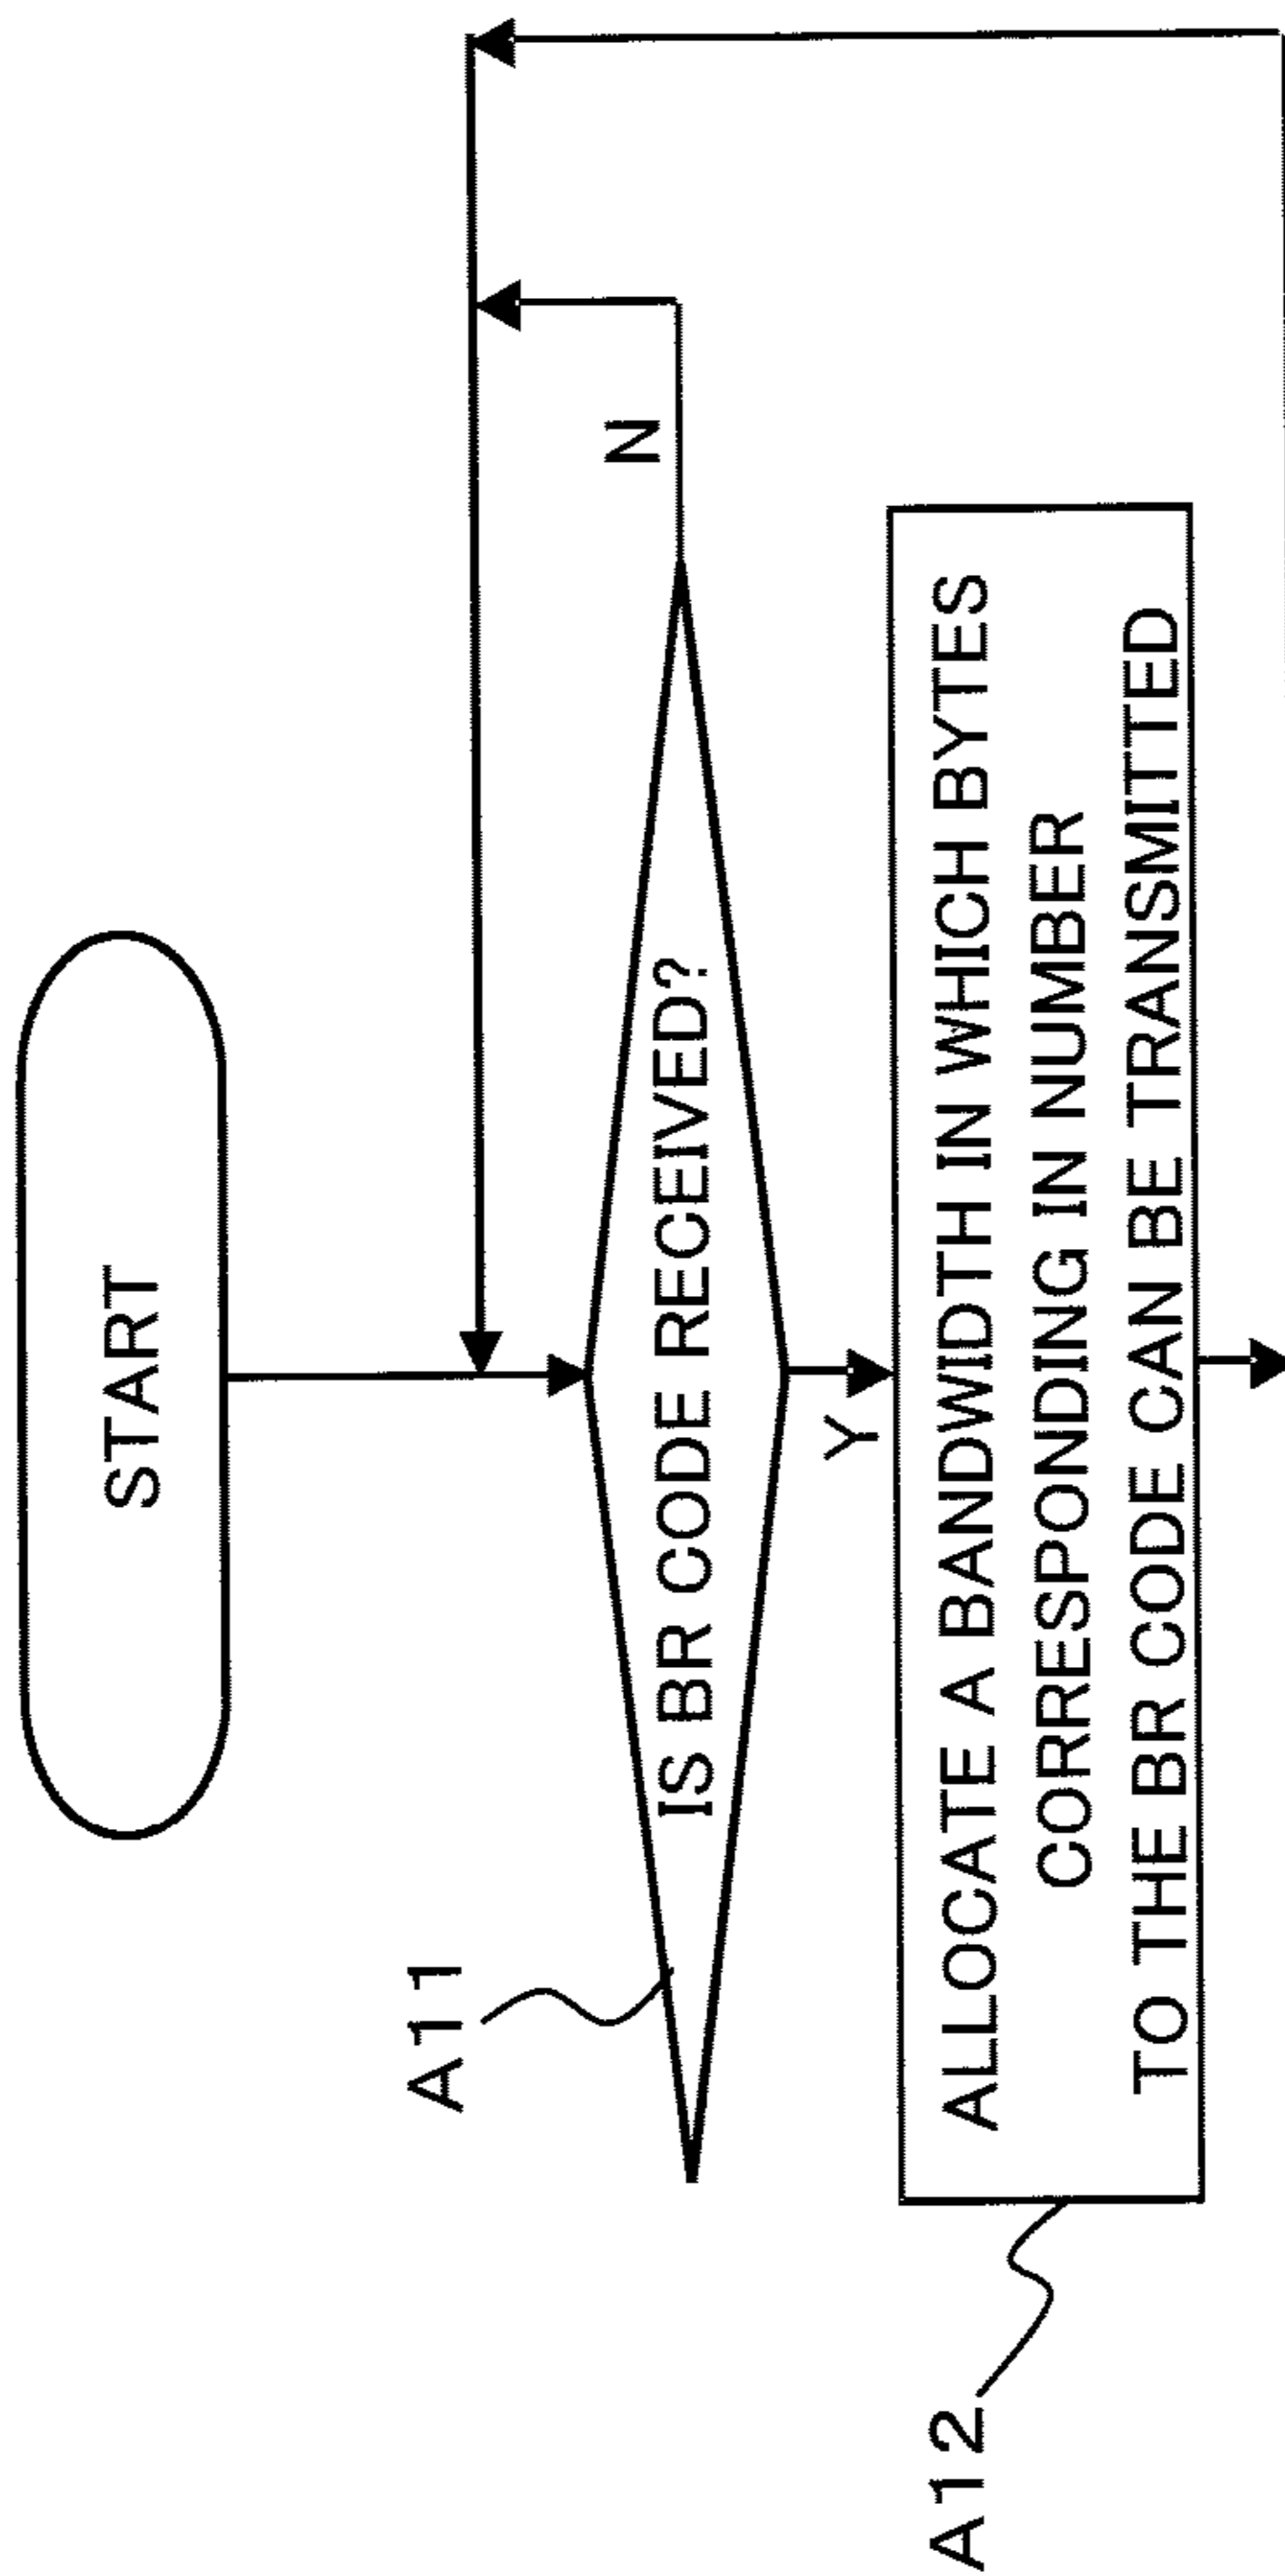 START
A11
IS BR CODE RECEIVED?
N
Y
A12
ALLOCATE A BANDWIDTH IN WHICH BYTES
CORRESPONDING IN NUMBER
TO THE BR CODE CAN BE TRANSMITTED